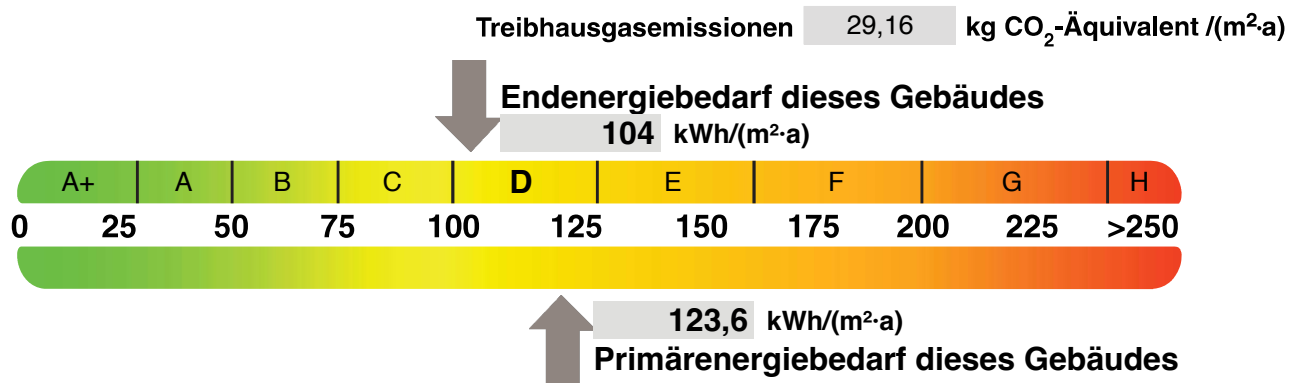 Treibhausgasemissionen 29,16 kg CO₂-Äquivalent /(m²·a)
Endenergiebedarf dieses Gebäudes
104 kWh/(m²·a)
A+ A B C D E F G H
0 25 50 75 100 125 150 175 200 225 >250
123,6 kWh/(m²·a)
Primärenergiebedarf dieses Gebäudes